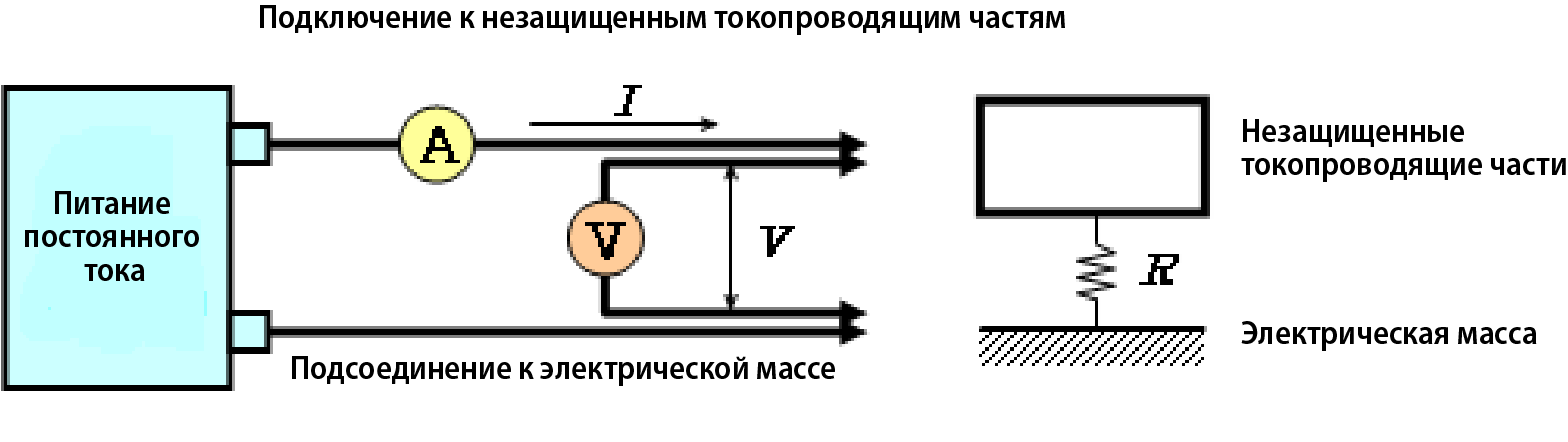 Подключение к незащищенным токопроводящим частям
I
A
Незащищенные
токопроводящие части
Питание
постоянного
тока
V
V
R
Электрическая масса
Подсоединение к электрической массе